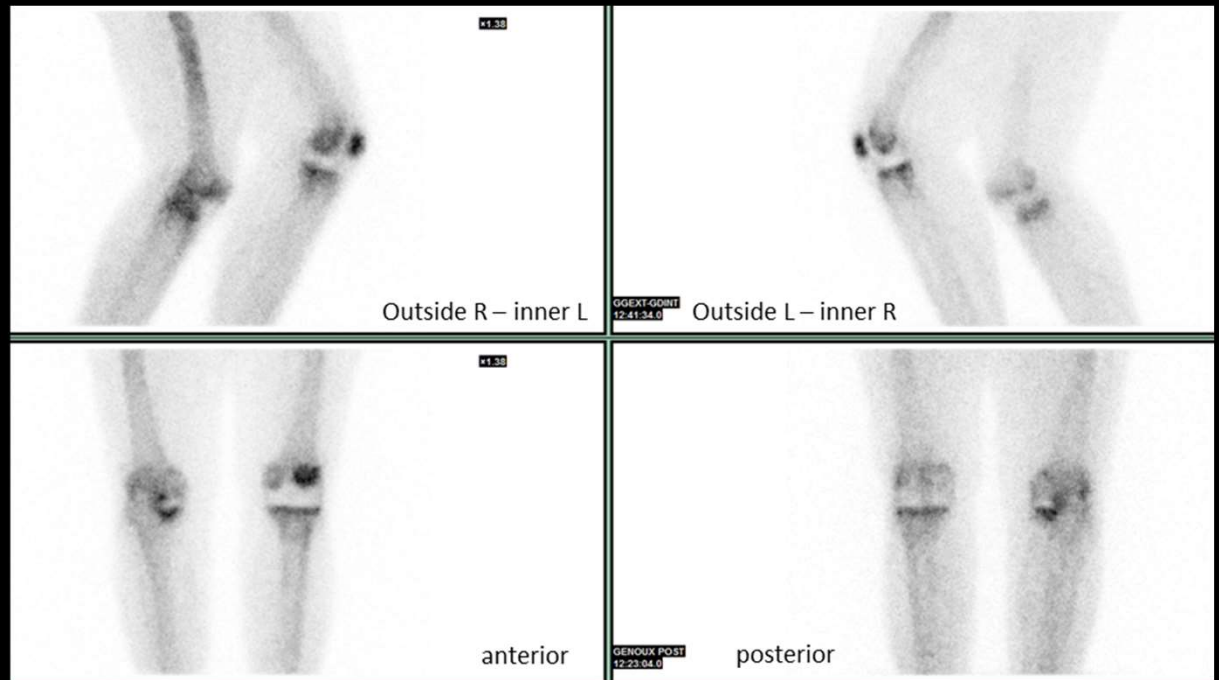 ×1.38
Outside R – inner L
GGEXT-GDINT
12:41:34.0
Outside L – inner R
×1.38
anterior
GENOUX POST
12:23:04.0
posterior